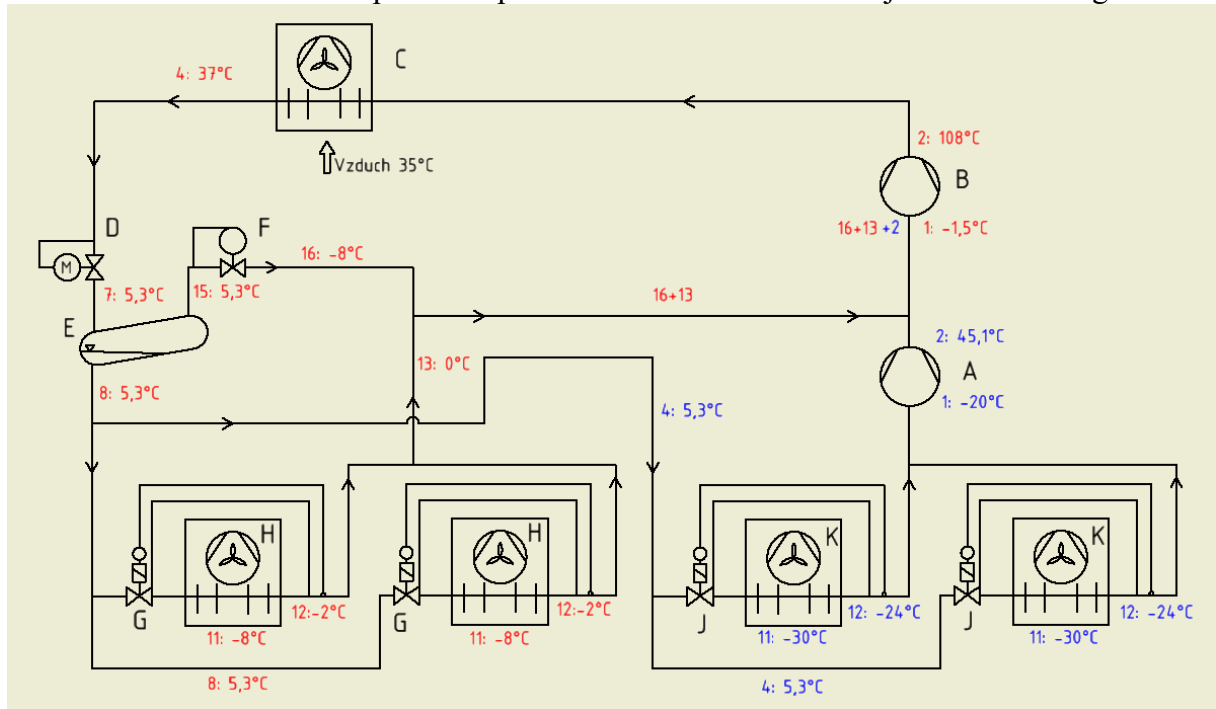 C
4: 37°C
2: 108°C
Vzduch 35°C
B
D
F
16+13 +2
1: -1,5°C
16: -8°C
M
7: 5,3°C
15: 5,3°C
16+13
E
2: 45,1°C
13: 0°C
A
8: 5,3°C
1: -20°C
4: 5,3°C
H
H
K
K
12:-2°C
12:-2°C
12: -24°C
12: -24°C
G
G
J
J
11: -8°C
11: -8°C
11: -30°C
11: -30°C
8: 5,3°C
4: 5,3°C